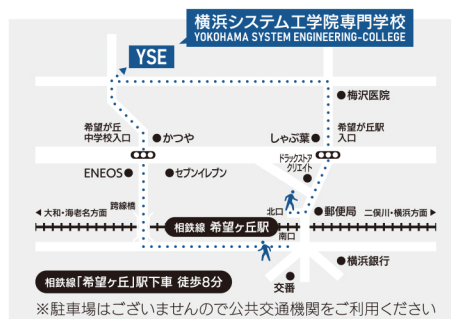 横浜システム工学院専門学校
YOKOHAMA SYSTEM ENGINEERING-COLLEGE
YSE
梅沢医院
希望が丘
中学校入口
かつや
しゃぶ葉
希望が丘駅
入口
ドラックストア
クリエイト
ENEOS
セブンイレブン
跨線橋
北口
郵便局
大和・海老名方面
相鉄線 希望ヶ丘駅
二俣川・横浜方面
南口
横浜銀行
交番
相鉄線「希望ヶ丘」駅下車 徒歩8分
※駐車場はございませんので公共交通機関をご利用ください